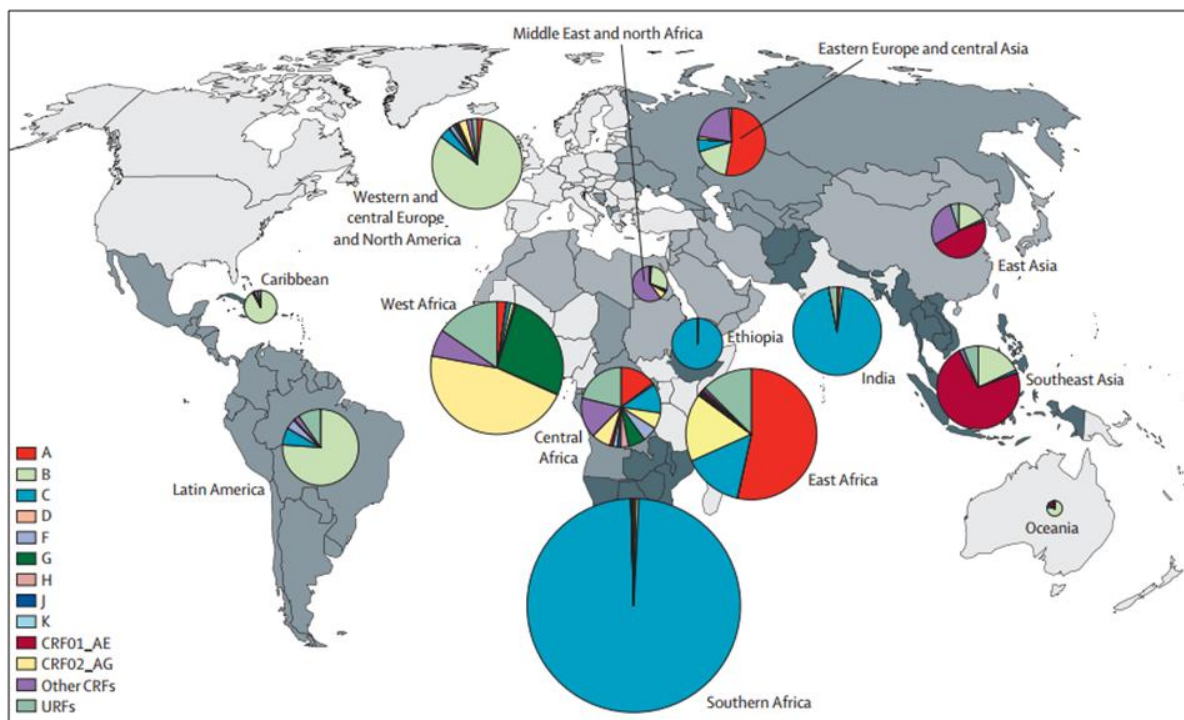 Middle East and north Africa
Eastern Europe and central Asia
Western and
central Europe
and North America
East Asia
Caribbean
West Africa
Ethiopia
India
Southeast Asia
Central
Africa
East Africa
Latin America
Oceania
Southern Africa
A
B
C
D
F
G
H
J
K
CRF01_AE
CRF02_AG
Other CRFs
URFs